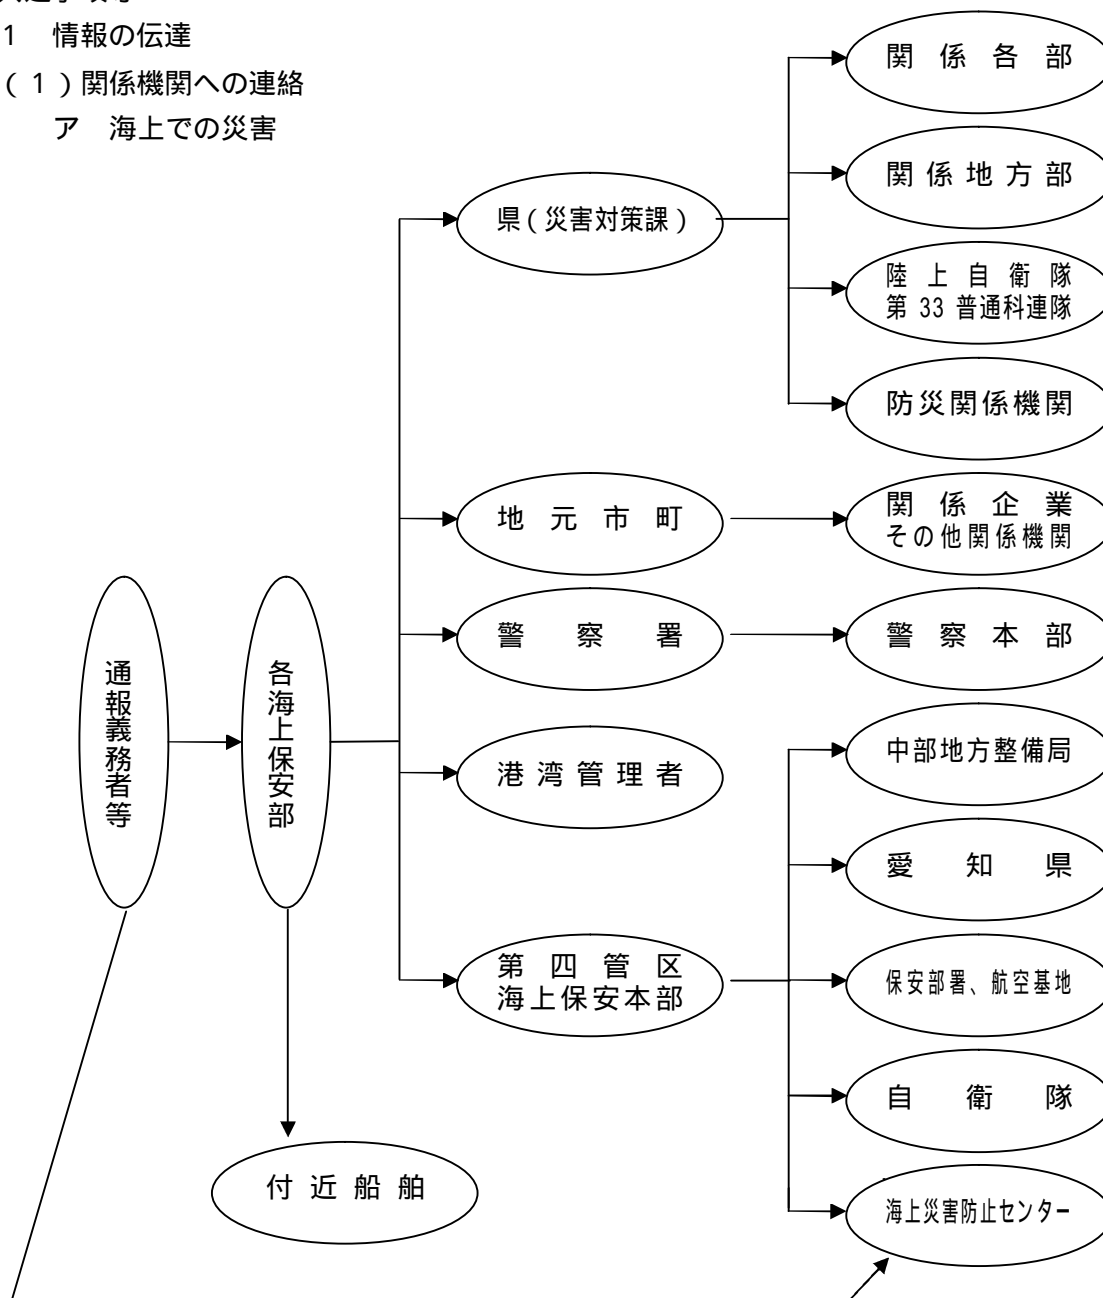 1 情報の伝達
(1)関係機関への連絡
ア 海上での災害
関係各部
関係地方部
県(災害対策課)
陸上自衛隊
第33普通科連隊
防災関係機関
地元市町
関係企業
その他関係機関
警察署
警察本部
通報義務者等
各海上保安部
港湾管理者
中部地方整備局
愛知県
第四管区
海上保安本部
保安部署、航空基地
自衛隊
付近船舶
海上災害防止センター